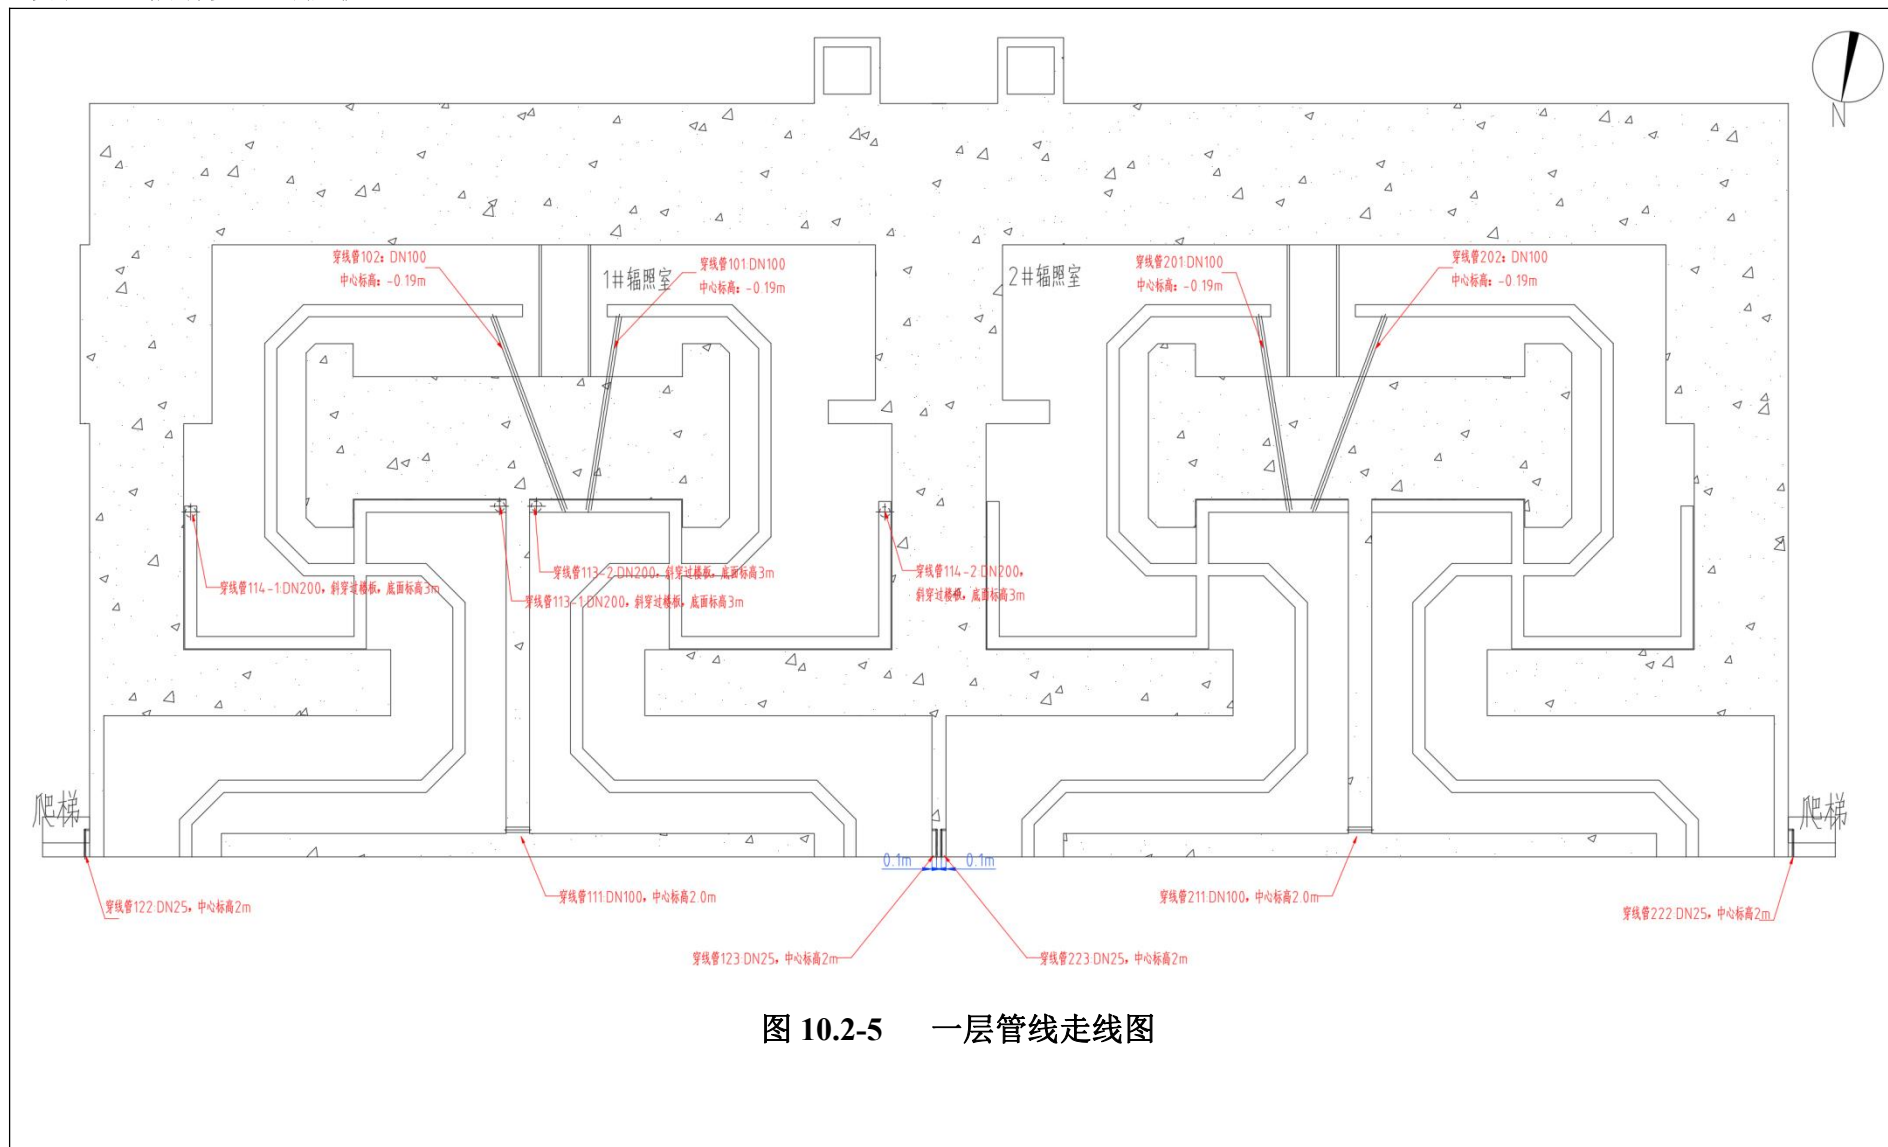 N
穿线管102：DN100
中心标高：-0.19m
1#辐照室
穿线管101:DN100
中心标高：-0.19m
2#辐照室
穿线管201:DN100
中心标高：-0.19m
穿线管202：DN100
中心标高：-0.19m
穿线管114-1:DN200，斜穿过楼板，底面标高3m
穿线管113-2:DN200，斜穿过楼板，底面标高3m
穿线管113-1:DN200，斜穿过楼板，底面标高3m
穿线管114-2:DN200，
斜穿过楼板，底面标高3m
爬梯
爬梯
0.1m
0.1m
穿线管122:DN25，中心标高2m
穿线管111:DN100，中心标高2.0m
穿线管211:DN100，中心标高2.0m
穿线管222:DN25，中心标高2m
穿线管123:DN25，中心标高2m
穿线管223:DN25，中心标高2m
图 10.2-5 一层管线走线图